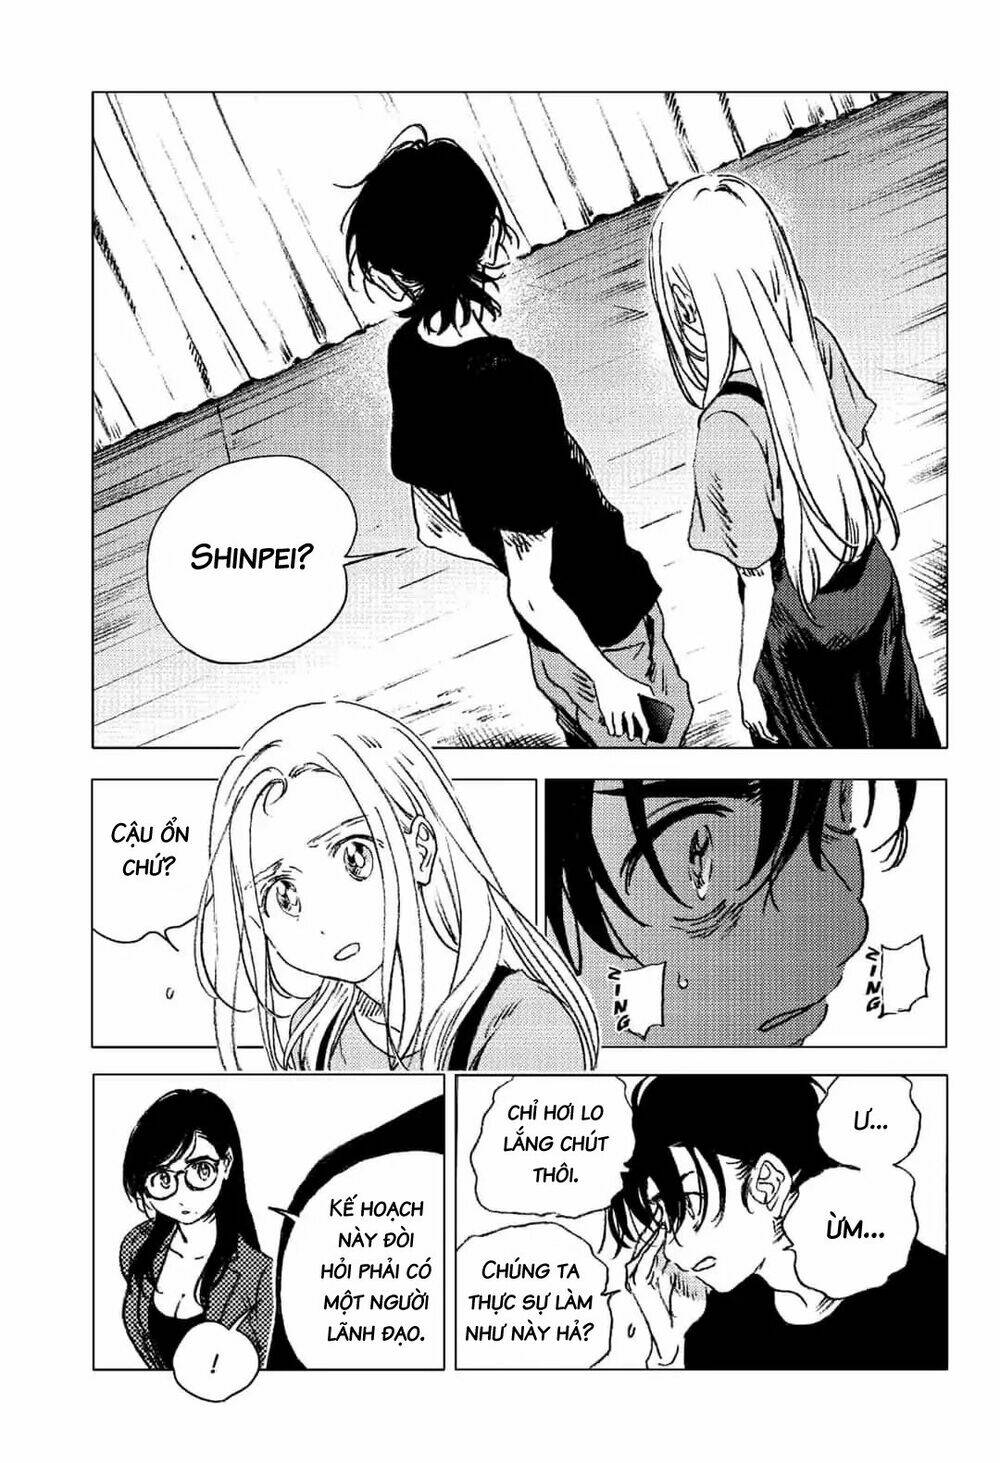 SHINPEI?
ZING
ZING
CẬU ỔN
CHỨ?
Ư...
ỪM...
CHỈ HƠI LO
LẮNG CHÚT
THÔI.
CHÚNG TA
THỰC SỰ LÀM
NHƯ NÀY HẢ?
KẾ HOẠCH
NÀY ĐÒI
HỎI PHẢI CÓ
MỘT NGƯỜI
LÃNH ĐẠO.
!